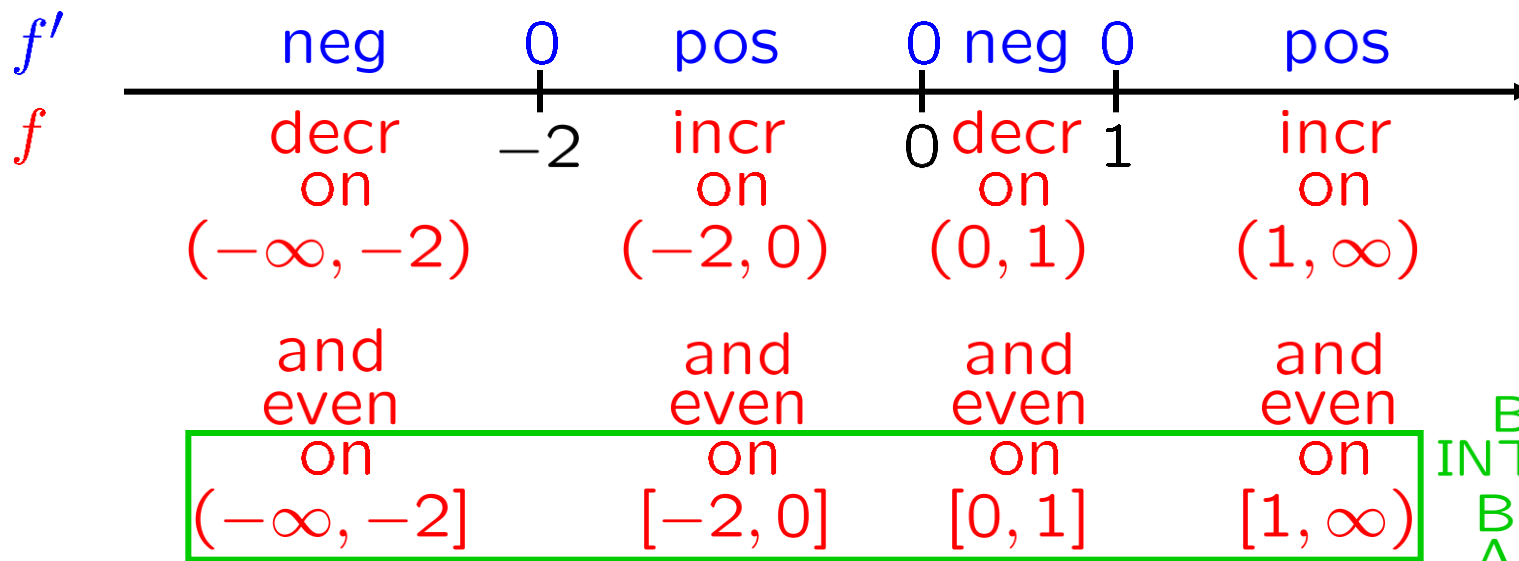 f′ neg 0 pos 0 neg 0 pos
f decr −2 incr 0 decr 1 incr
on on on on
(−∞, −2) (−2, 0) (0, 1) (1, ∞)
and and and and
even even even even
on on on on
(−∞, −2] [−2, 0] [0, 1] [1, ∞)